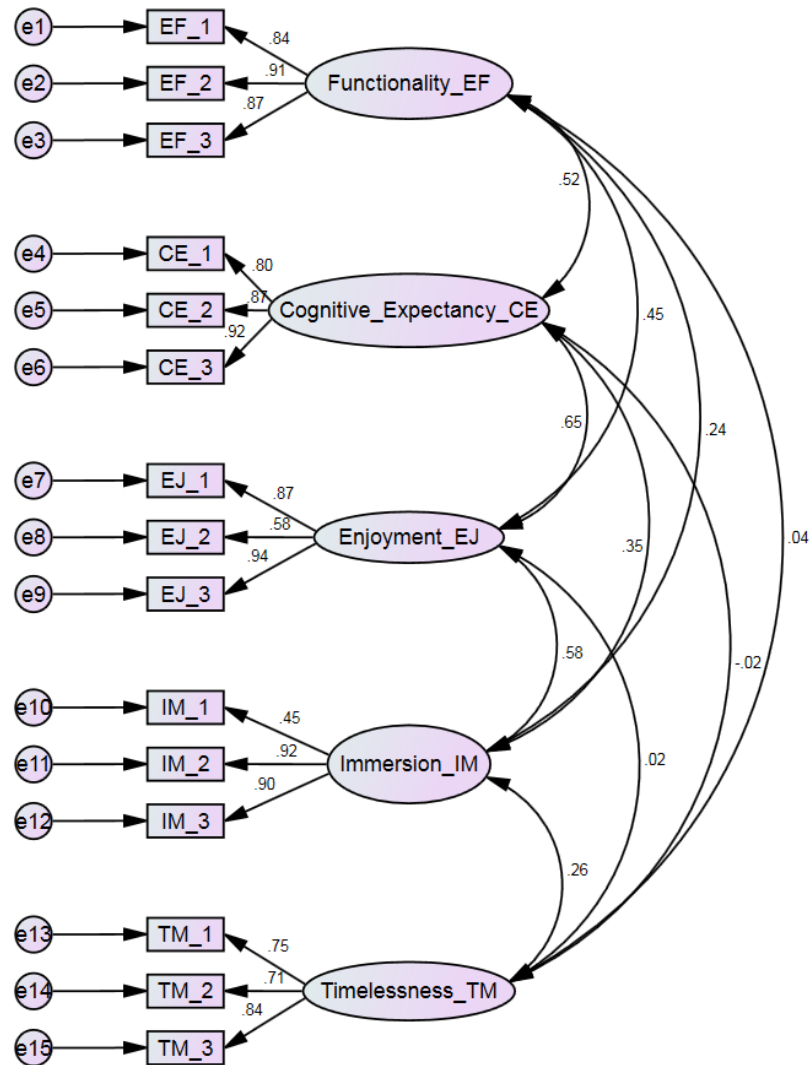 e1 EF_1 .84
e2 EF_2 .91 Functionality_EF
e3 EF_3 .87
.52
e4 CE_1 .80
e5 CE_2 .87 Cognitive_Expectancy_CE .45
e6 CE_3 .92
.65 .24
e7 EJ_1 .87
e8 EJ_2 .58 Enjoyment_EJ .35 .04
e9 EJ_3 .94
.58 -.02
e10 IM_1 .45
e11 IM_2 .92 Immersion_IM .02
e12 IM_3 .90
.26
e13 TM_1 .75
e14 TM_2 .71 Timelessness_TM
e15 TM_3 .84